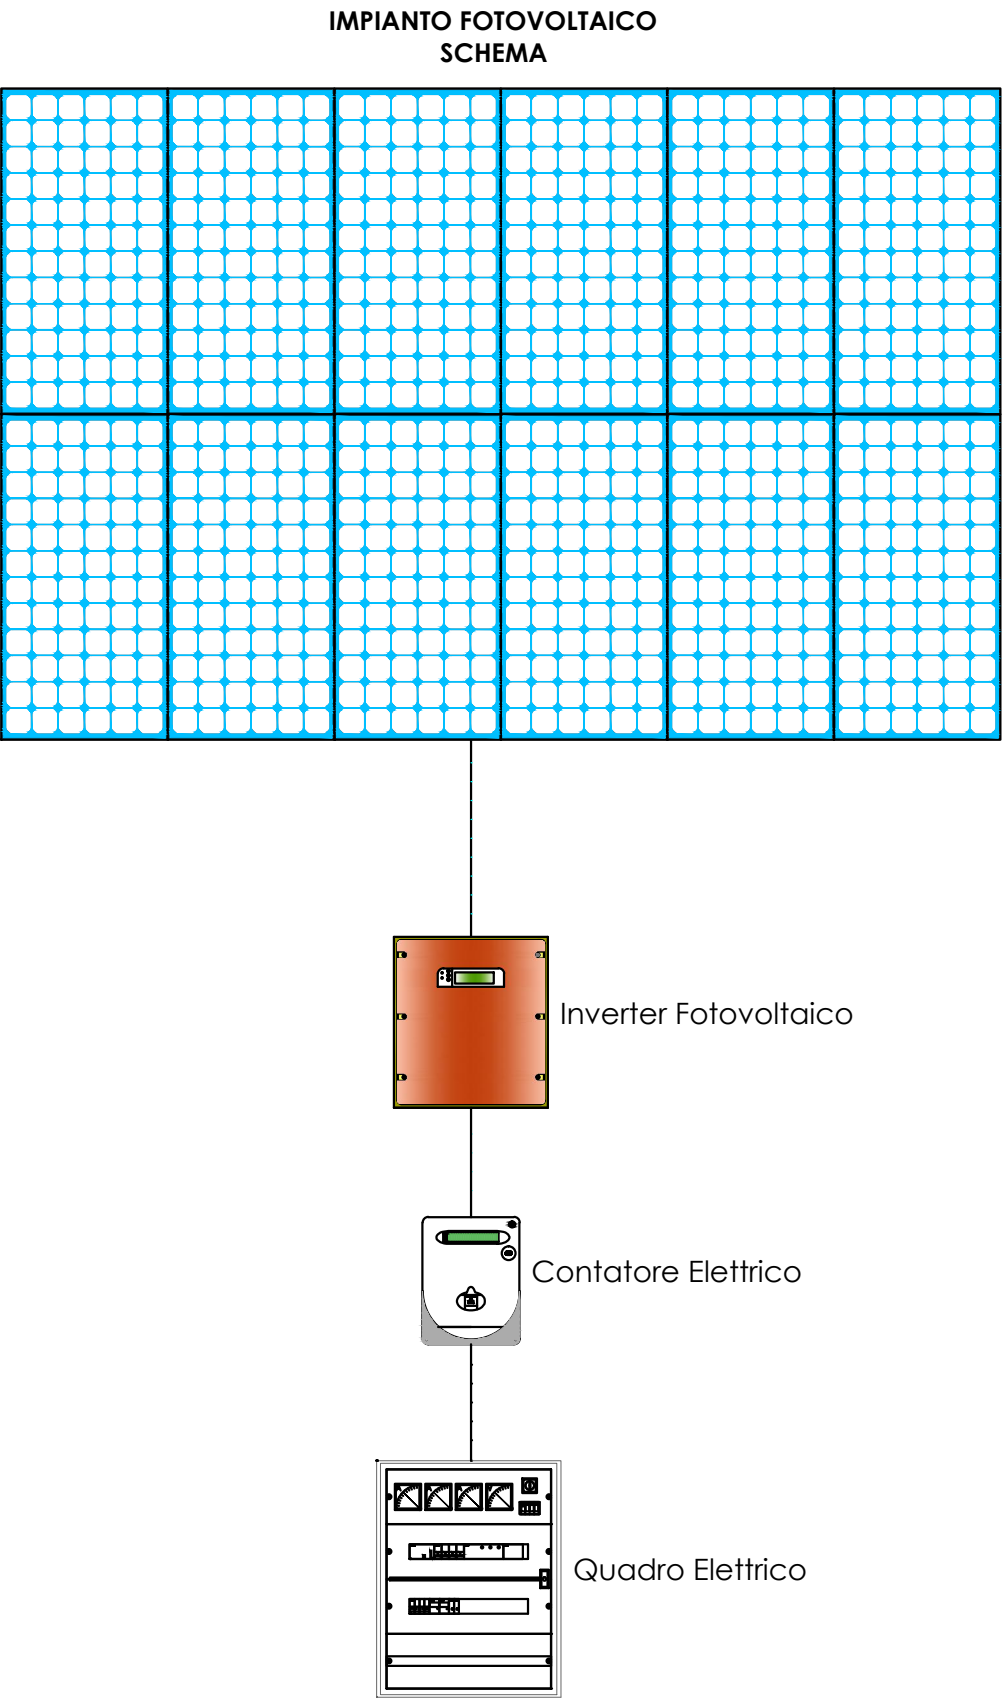 IMPIANTO FOTOVOLTAICO
SCHEMA
Inverter Fotovoltaico
Contatore Elettrico
Quadro Elettrico